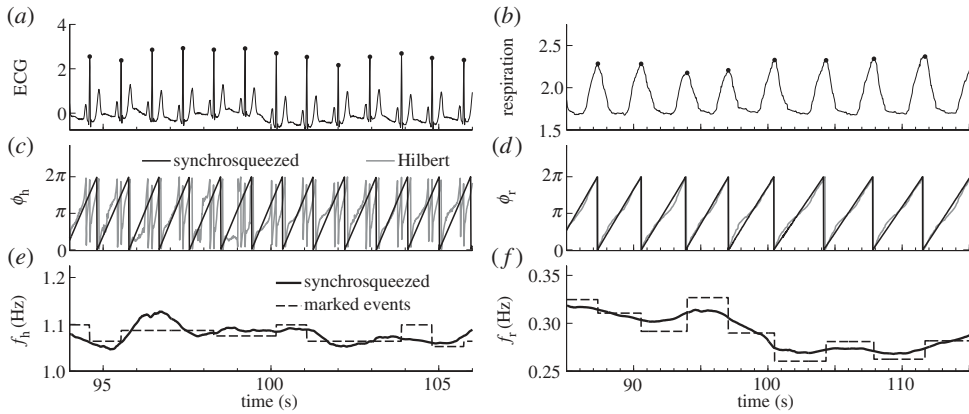 (a)
4
3
2
1
0
ECG
(b)
2.5
2.0
1.5
respiration
(c)
synchrosqueezed
Hilbert
2π
π
0
ϕh
(d)
2π
π
0
ϕr
(e)
synchrosqueezed
marked events
1.2
1.1
1.0
fh (Hz)
95
100
105
time (s)
(f)
0.35
0.30
0.25
fr (Hz)
90
100
110
time (s)